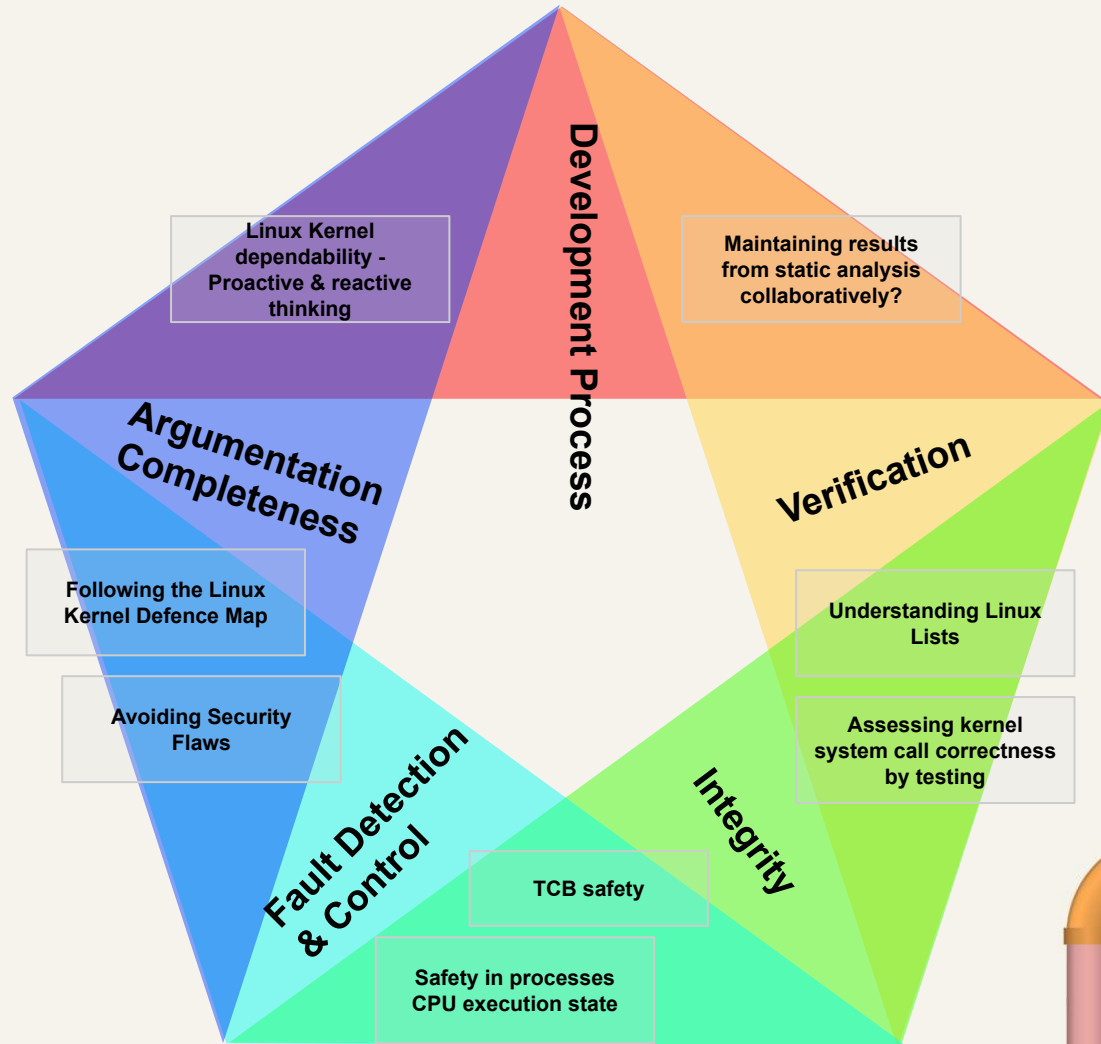 Development Process
Linux Kernel
dependability -
Proactive & reactive
thinking
Maintaining results
from static analysis
collaboratively?
Argumentation
Completeness
Verification
Following the Linux
Kernel Defence Map
Understanding Linux
Lists
Avoiding Security
Flaws
Assessing kernel
system call correctness
by testing
Fault Detection
& Control
Integrity
TCB safety
Safety in processes
CPU execution state